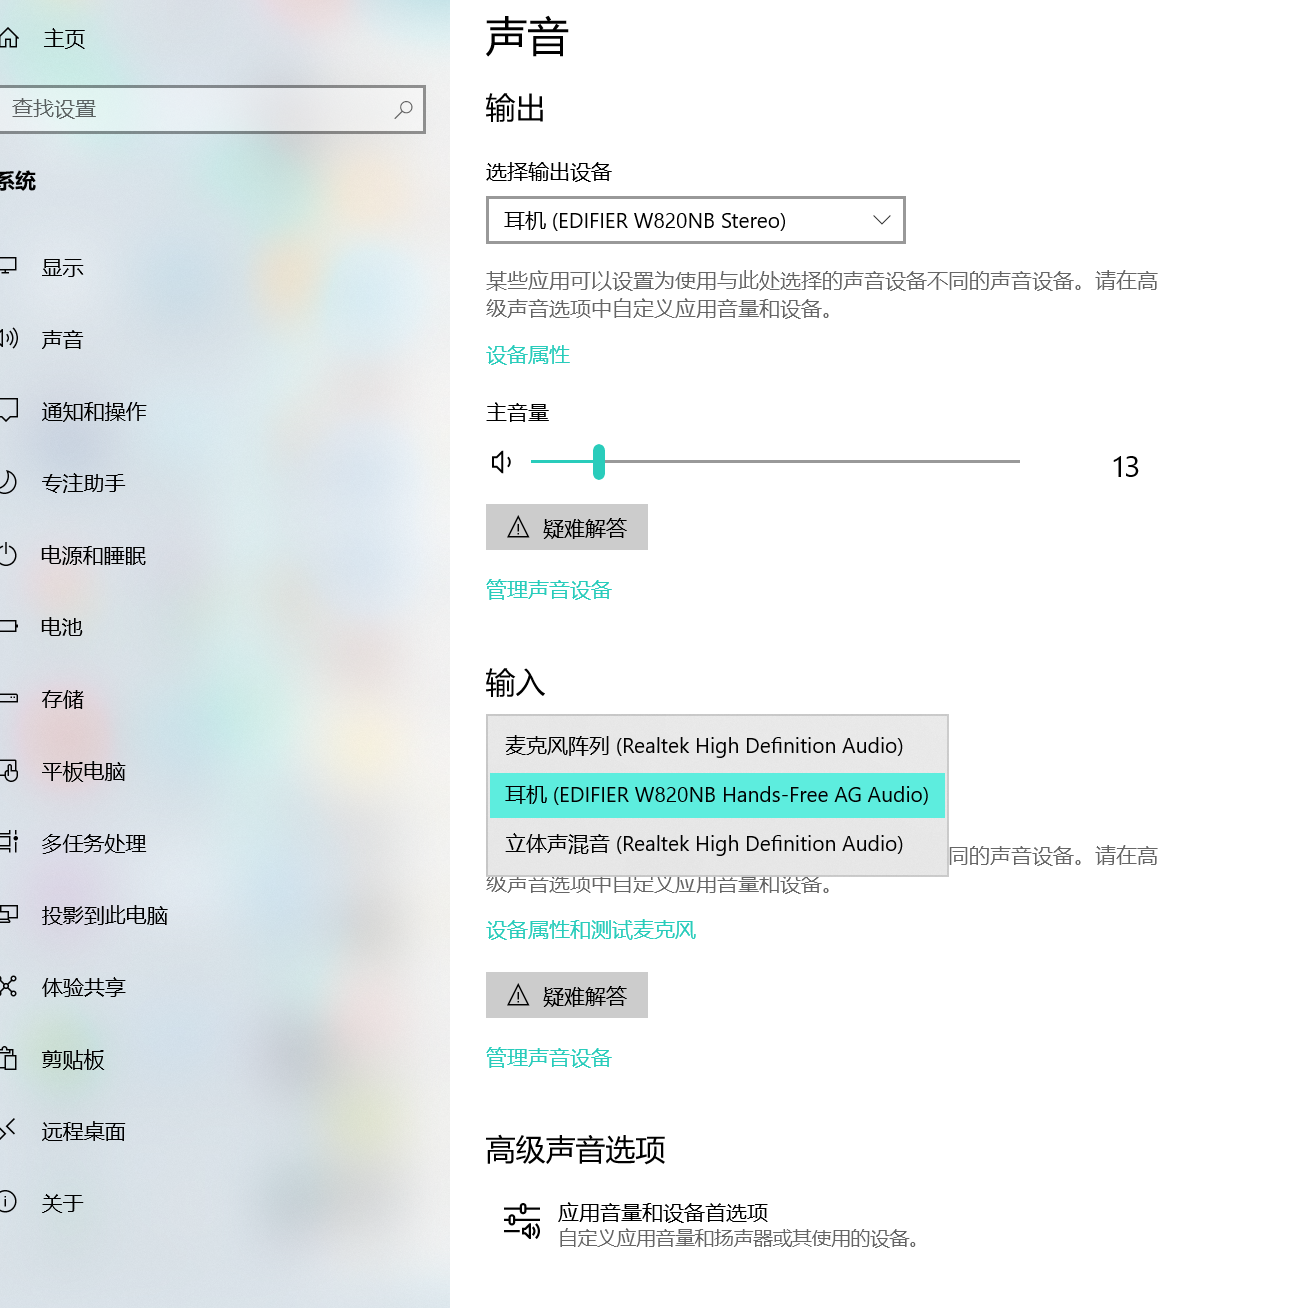 主页
查找设置
系统
显示
声音
通知和操作
专注助手
电源和睡眠
电池
存储
平板电脑
多任务处理
投影到此电脑
体验共享
剪贴板
远程桌面
关于
声音
输出
选择输出设备
耳机 (EDIFIER W820NB Stereo)
某些应用可以设置为使用与此处选择的声音设备不同的声音设备。请在高
级声音选项中自定义应用音量和设备。
设备属性
主音量
13
疑难解答
管理声音设备
输入
麦克风阵列 (Realtek High Definition Audio)
耳机 (EDIFIER W820NB Hands-Free AG Audio)
立体声混音 (Realtek High Definition Audio)
同的声音设备。请在高
级声音选项中自定义应用音量和设备。
设备属性和测试麦克风
疑难解答
管理声音设备
高级声音选项
应用音量和设备首选项
自定义应用音量和扬声器或其使用的设备。